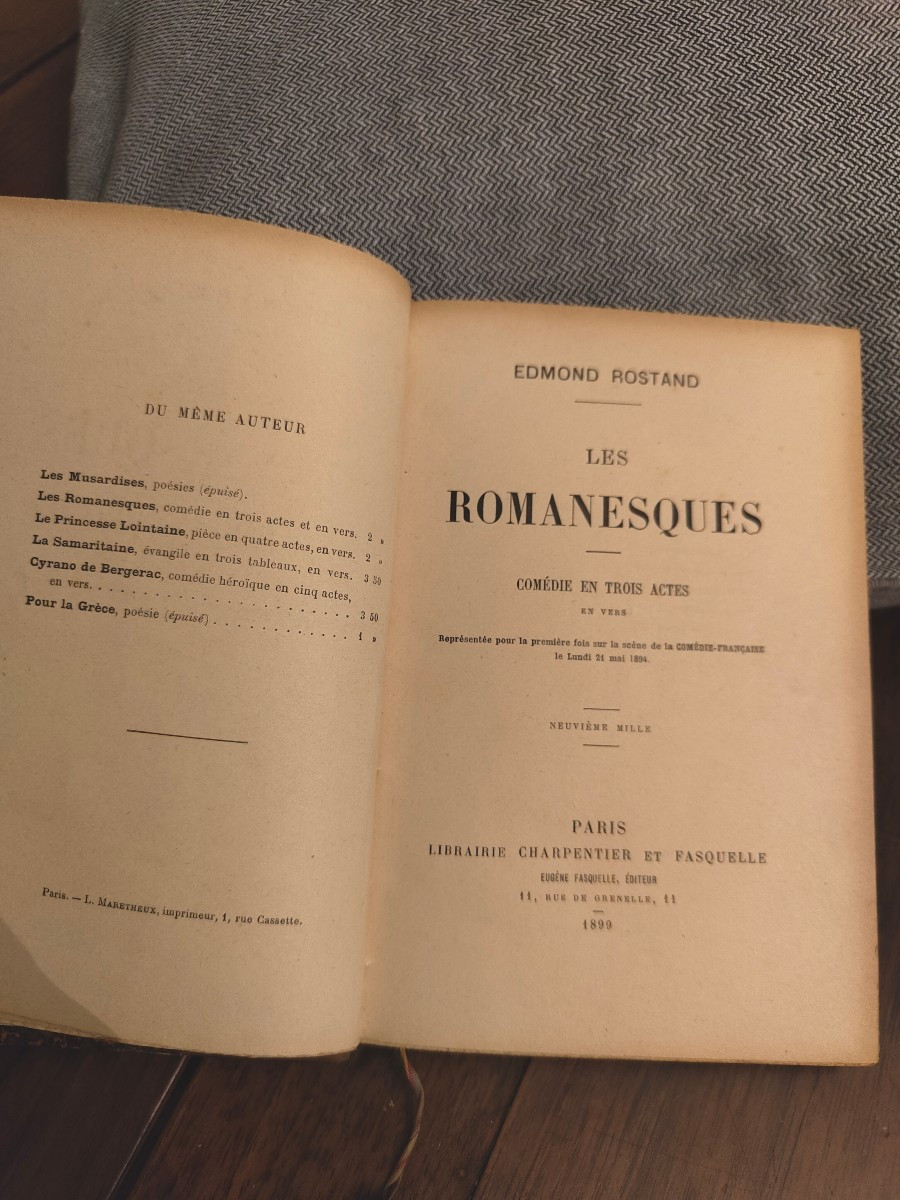 DU MÊME AUTEUR
Les Musardises, poésies (épuisé).
Les Romanesques, comédie en trois actes et en vers. 2 »
Le Princesse Lointaine, pièce en quatre actes, en vers. 2 »
La Samaritaine, évangile en trois tableaux, en vers. 3 50
Cyrano de Bergerac, comédie héroïque en cinq actes,
en vers. . . . . . . . . . . . . . . . . . . . . . . 3 50
Pour la Grèce, poésie (épuisé) . . . . . . . . . . . . 1 »
Paris. — L. MARETHEUX, imprimeur, 1, rue Cassette.
EDMOND ROSTAND
LES
ROMANESQUES
COMÉDIE EN TROIS ACTES
EN VERS
Représentée pour la première fois sur la scène de la COMÉDIE-FRANÇAISE
le Lundi 21 mai 1894.
NEUVIÈME MILLE
PARIS
LIBRAIRIE CHARPENTIER ET FASQUELLE
EUGÈNE FASQUELLE, ÉDITEUR
11, RUE DE GRENELLE, 11
1899